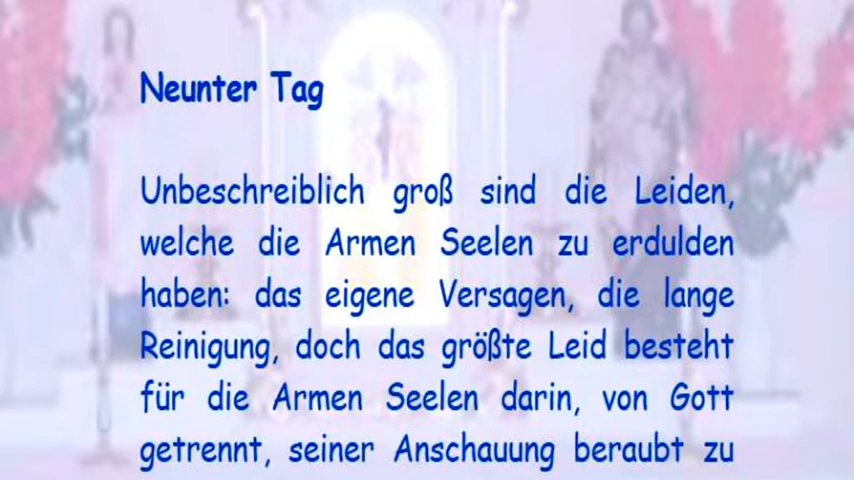 Neunter Tag
Unbeschreiblich groß sind die Leiden,
welche die Armen Seelen zu erdulden
haben: das eigene Versagen, die lange
Reinigung, doch das größte Leid besteht
für die Armen Seelen darin, von Gott
getrennt, seiner Anschauung beraubt zu